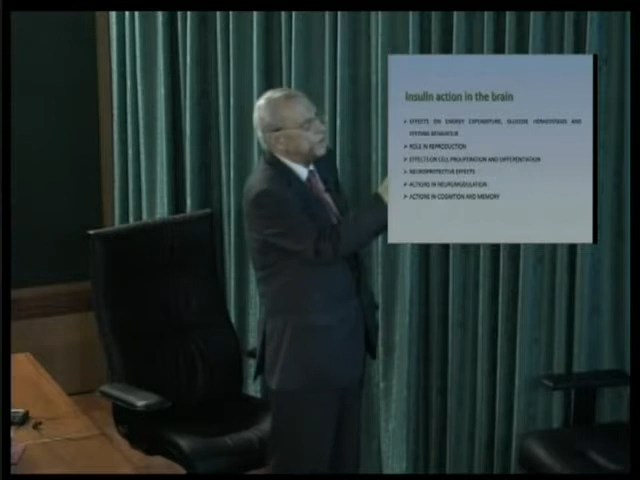 Insulin action in the brain
EFFECTS ON ENERGY EXPENDITURE, GLUCOSE HOMEOSTASIS AND
FEEDING BEHAVIOUR
ROLE IN REPRODUCTION
EFFECTS ON CELL PROLIFERATION AND DIFFERENTIATION
NEUROPROTECTIVE EFFECTS
ACTIONS IN NEUROMODULATION
ACTIONS IN COGNITION AND MEMORY